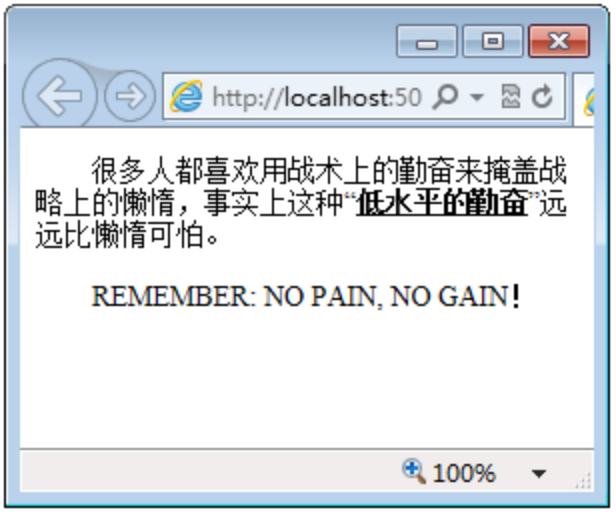 http://localhost:50
很多人都喜欢用战术上的勤奋来掩盖战
略上的懒惰，事实上这种“低水平的勤奋”远
远比懒惰可怕。
REMEMBER: NO PAIN, NO GAIN！
100%